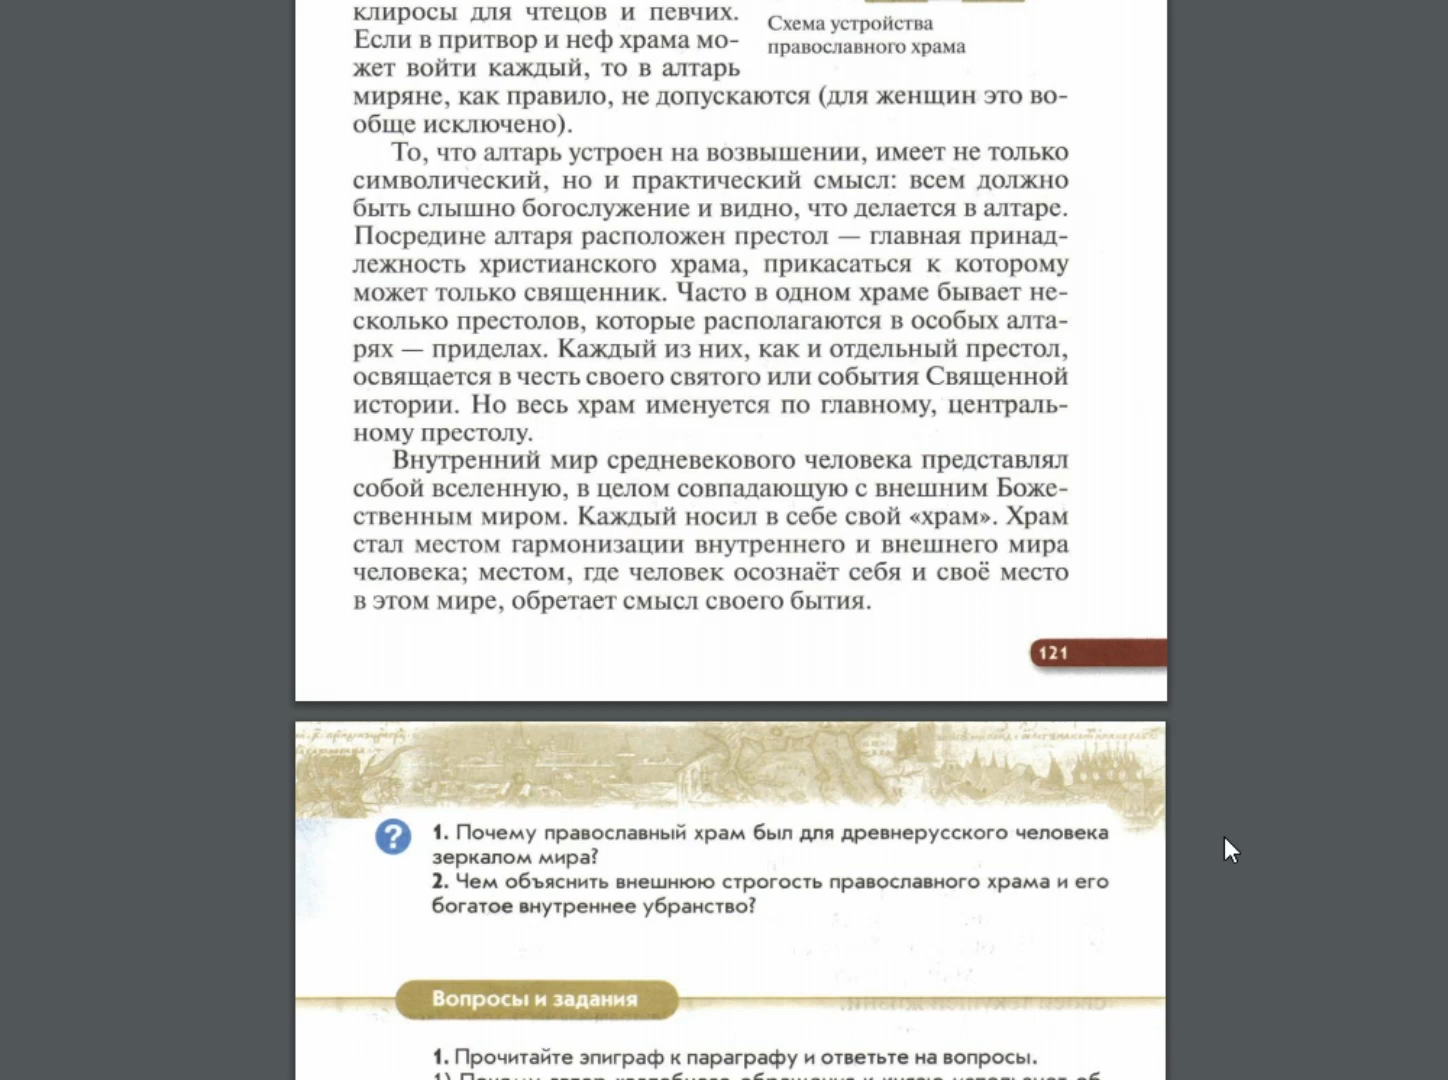 клиросы для чтецов и певчих.
Если в притвор и неф храма мо-
жет войти каждый, то в алтарь
Схема устройства
православного храма
миряне, как правило, не допускаются (для женщин это во-
обще исключено).
То, что алтарь устроен на возвышении, имеет не только
символический, но и практический смысл: всем должно
быть слышно богослужение и видно, что делается в алтаре.
Посредине алтаря расположен престол — главная принад-
лежность христианского храма, прикасаться к которому
может только священник. Часто в одном храме бывает не-
сколько престолов, которые располагаются в особых алта-
рях — приделах. Каждый из них, как и отдельный престол,
освящается в честь своего святого или события Священной
истории. Но весь храм именуется по главному, централь-
ному престолу.
Внутренний мир средневекового человека представлял
собой вселенную, в целом совпадающую с внешним Боже-
ственным миром. Каждый носил в себе свой «храм». Храм
стал местом гармонизации внутреннего и внешнего мира
человека; местом, где человек осознаёт себя и своё место
в этом мире, обретает смысл своего бытия.
121
?
1. Почему православный храм был для древнерусского человека
зеркалом мира?
2. Чем объяснить внешнюю строгость православного храма и его
богатое внутреннее убранство?
Вопросы и задания
1. Прочитайте эпиграф к параграфу и ответьте на вопросы.